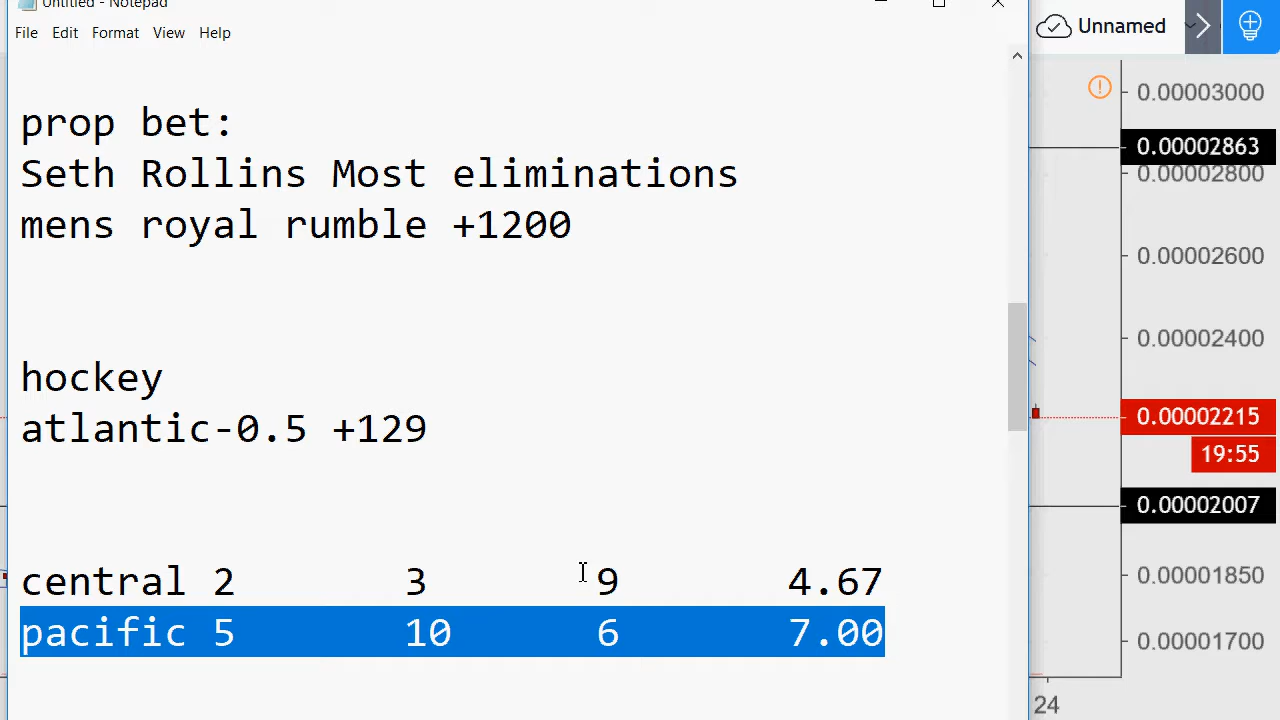 Untitled - Notepad
File Edit Format View Help
prop bet:
Seth Rollins Most eliminations
mens royal rumble +1200
hockey
atlantic-0.5 +129
central 2 3 9 4.67
pacific 5 10 6 7.00
Unnamed
0.00003000
0.00002863
0.00002800
0.00002600
0.00002400
0.00002215
19:55
0.00002007
0.00001850
0.00001700
24